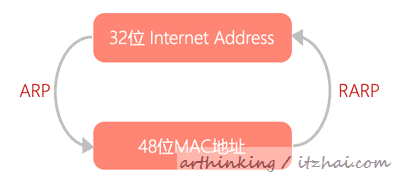 32位 Internet Address
ARP
RARP
48位MAC地址
arthinking / itzhai.com